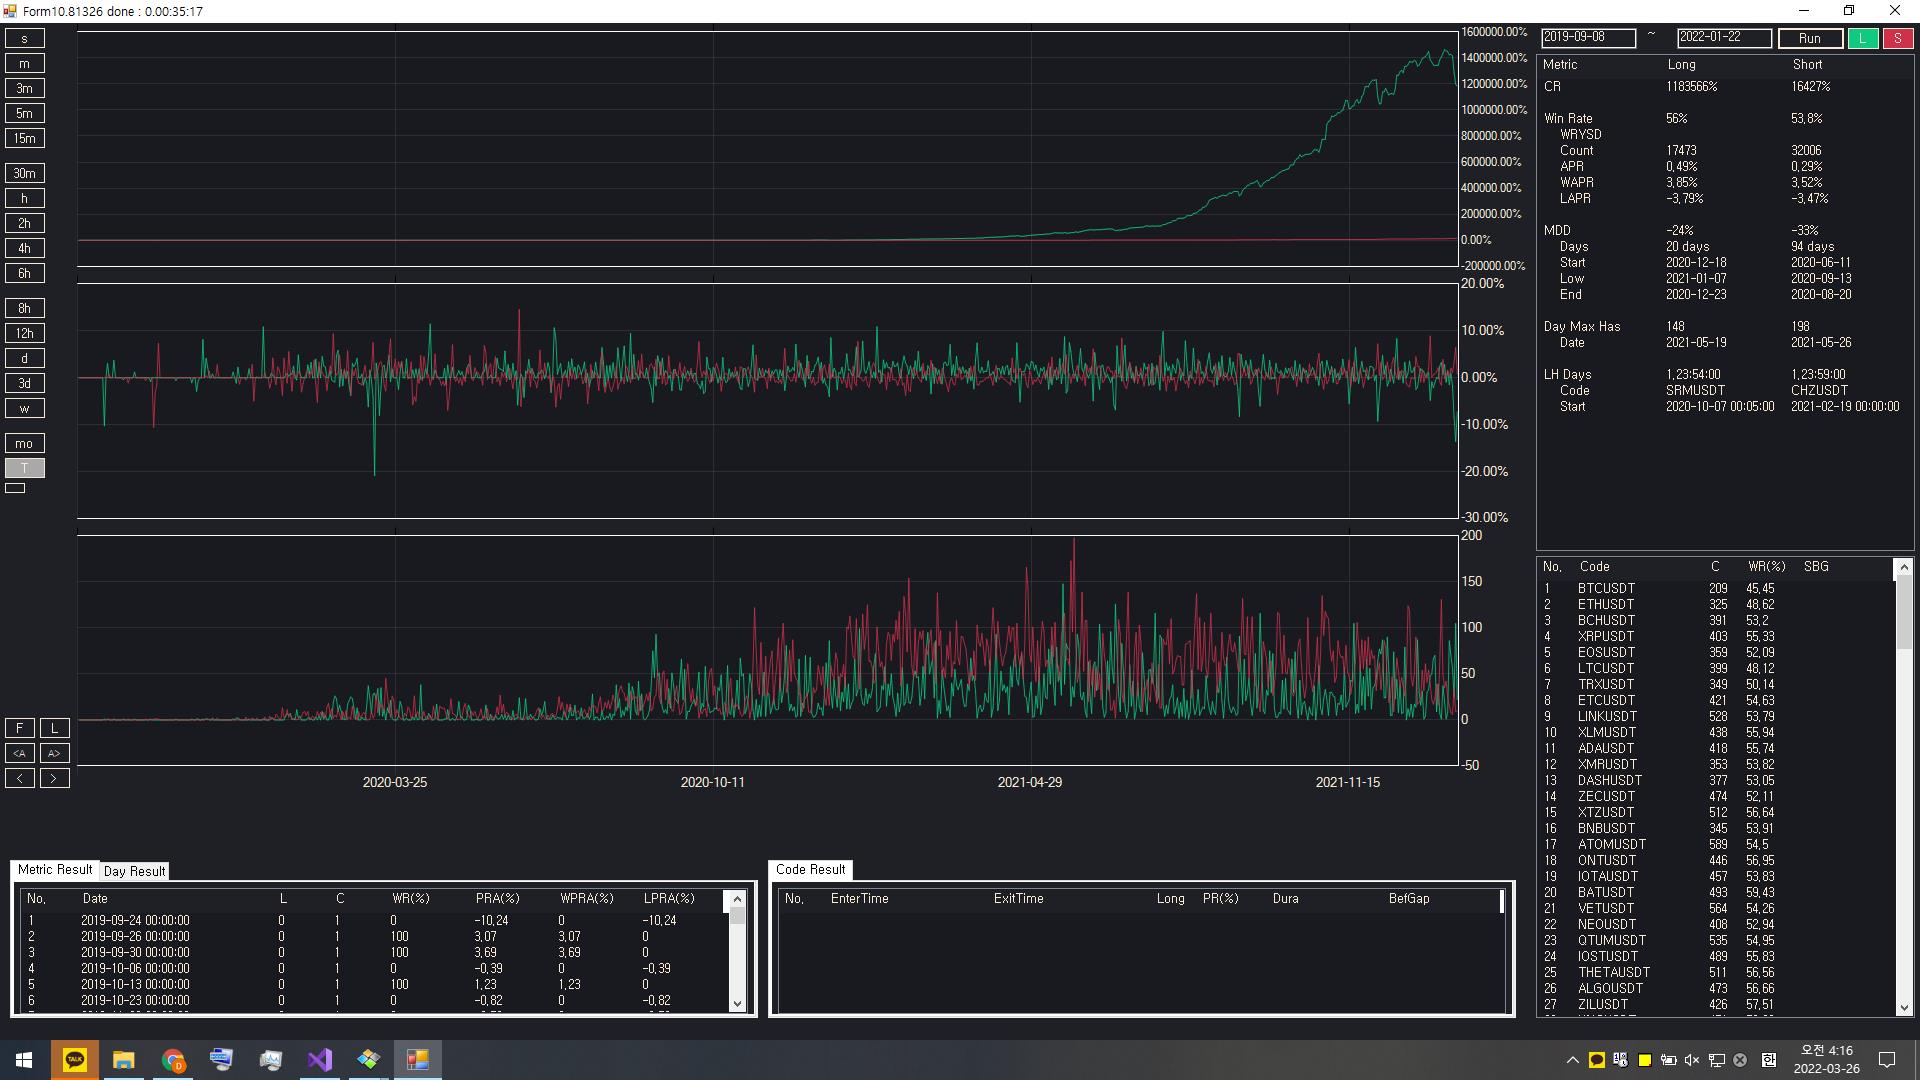 Form10.81326 done : 0.00:35:17
s
m
3m
5m
15m
30m
h
2h
4h
6h
8h
12h
d
3d
w
mo
T
F L
<A A>
< >
1600000.00%
1400000.00%
1200000.00%
1000000.00%
800000.00%
600000.00%
400000.00%
200000.00%
0.00%
-200000.00%
20.00%
10.00%
0.00%
-10.00%
-20.00%
-30.00%
200
150
100
50
0
-50
2020-03-25 2020-10-11 2021-04-29 2021-11-15
2019-09-08 ~ 2022-01-22 Run L S
Metric Long Short
CR 1183566% 16427%
Win Rate 56% 53,8%
WRYSD
Count 17473 32006
APR 0,49% 0,29%
WAPR 3,85% 3,52%
LAPR -3,79% -3,47%
MDD -24% -33%
Days 20 days 94 days
Start 2020-12-18 2020-06-11
Low 2021-01-07 2020-09-13
End 2020-12-23 2020-08-20
Day Max Has 148 198
Date 2021-05-19 2021-05-26
LH Days 1,23:54:00 1,23:59:00
Code SRMUSDT CHZUSDT
Start 2020-10-07 00:05:00 2021-02-19 00:00:00
No, Code C WR(%) SBG
1 BTCUSDT 209 45,45
2 ETHUSDT 325 48,62
3 BCHUSDT 391 53,2
4 XRPUSDT 403 55,33
5 EOSUSDT 359 52,09
6 LTCUSDT 399 48,12
7 TRXUSDT 349 50,14
8 ETCUSDT 421 54,63
9 LINKUSDT 528 53,79
10 XLMUSDT 438 55,94
11 ADAUSDT 418 55,74
12 XMRUSDT 353 53,82
13 DASHUSDT 377 53,05
14 ZECUSDT 474 52,11
15 XTZUSDT 512 56,64
16 BNBUSDT 345 53,91
17 ATOMUSDT 589 54,5
18 ONTUSDT 446 56,95
19 IOTAUSDT 457 53,83
20 BATUSDT 493 59,43
21 VETUSDT 564 54,26
22 NEOUSDT 408 52,94
23 QTUMUSDT 535 54,95
24 IOSTUSDT 489 55,83
25 THETAUSDT 511 56,56
26 ALGOUSDT 473 56,66
27 ZILUSDT 426 57,51
Metric Result Day Result
No, Date L C WR(%) PRA(%) WPRA(%) LPRA(%)
1 2019-09-24 00:00:00 0 1 0 -10,24 0 -10,24
2 2019-09-26 00:00:00 0 1 100 3,07 3,07 0
3 2019-09-30 00:00:00 0 1 100 3,69 3,69 0
4 2019-10-06 00:00:00 0 1 0 -0,39 0 -0,39
5 2019-10-13 00:00:00 0 1 100 1,23 1,23 0
6 2019-10-23 00:00:00 0 1 0 -0,82 0 -0,82
Code Result
No, EnterTime ExitTime Long PR(%) Dura BefGap
TALK
오전 4:16
2022-03-26